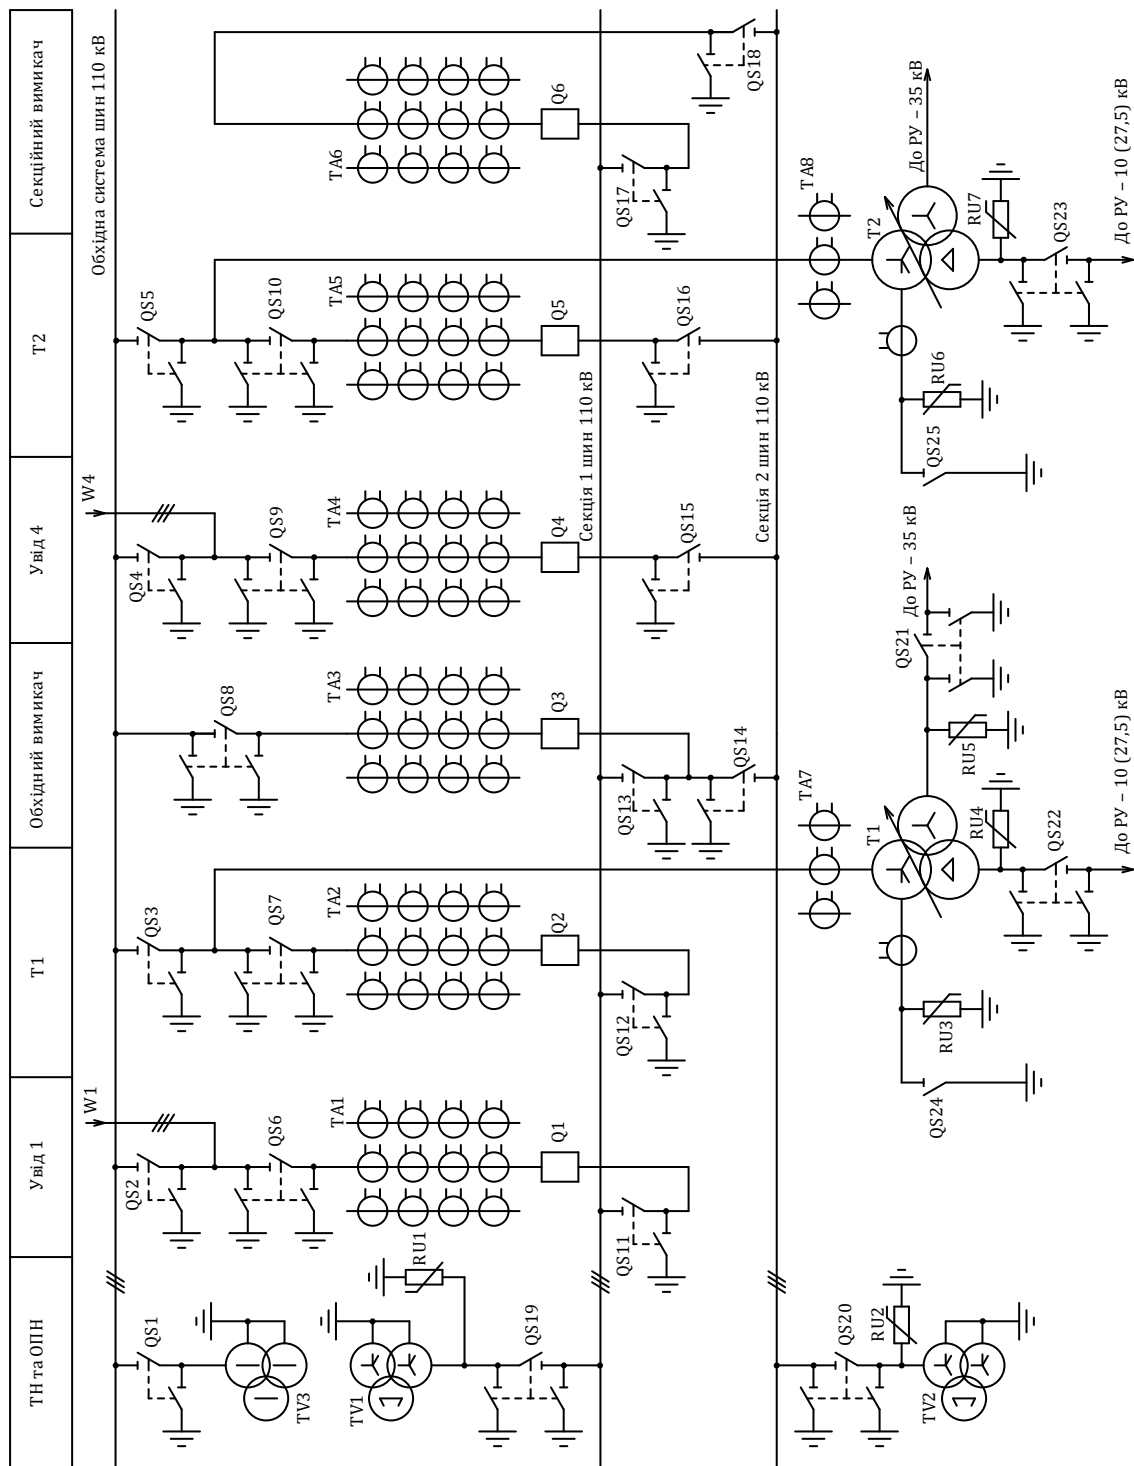 ТН та ОПН
Увід 1
Т1
Обхідний вимикач
Увід 4
Т2
Секційний вимикач
Обхідна система шин 110 кВ
W1
W4
QS1
QS2
QS3
QS4
QS5
QS6
QS7
QS8
QS9
QS10
TV3
TV1
RU1
QS19
TA1
TA2
TA3
TA4
TA5
TA6
Q1
Q2
Q3
Q4
Q5
Q6
Секція 1 шин 110 кВ
QS11
QS12
QS13
QS14
QS15
QS16
QS17
QS18
Секція 2 шин 110 кВ
QS20
RU2
TV2
TA7
T1
RU3
QS24
RU4
QS22
До РУ – 10 (27,5) кВ
RU5
QS21
До РУ – 35 кВ
TA8
T2
RU6
QS25
RU7
QS23
До РУ – 10 (27,5) кВ
До РУ – 35 кВ